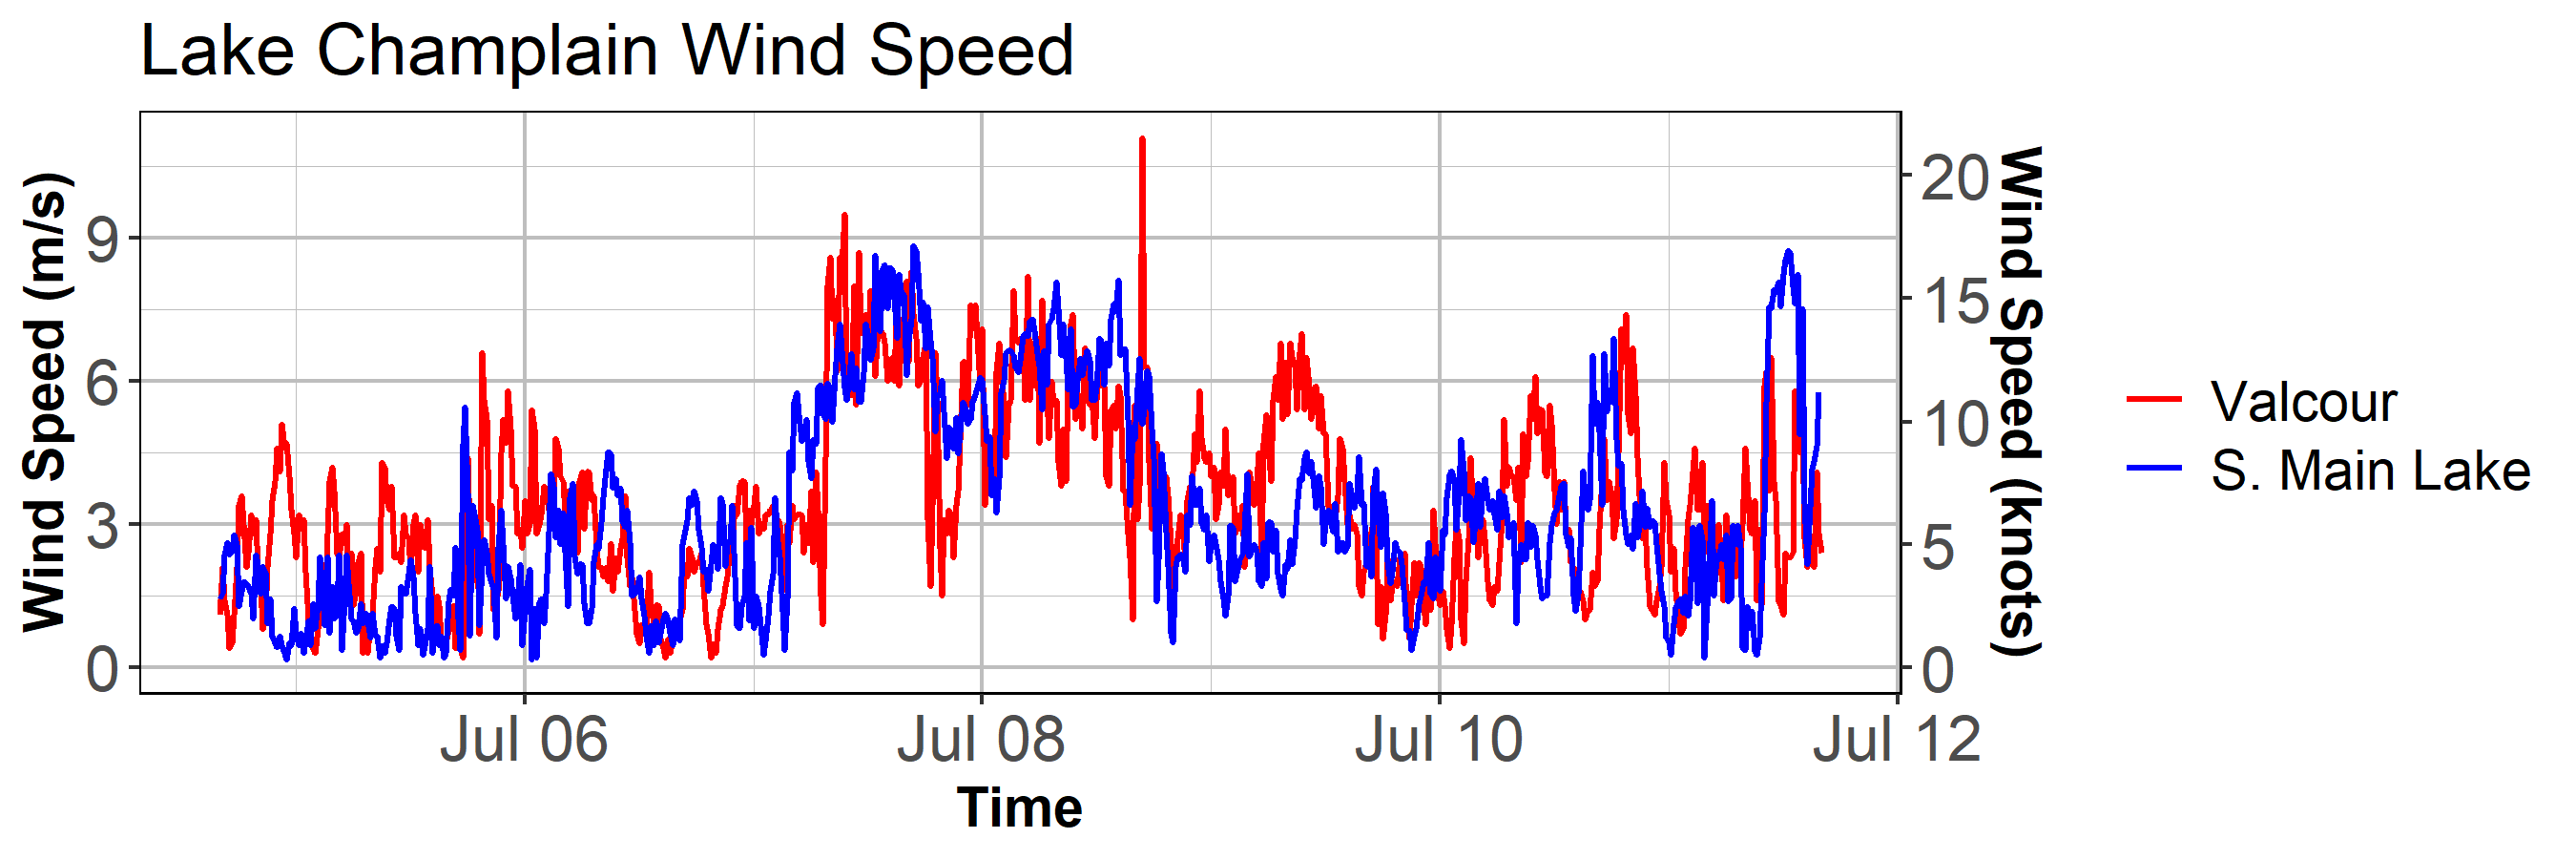 Lake Champlain Wind Speed
Wind Speed (m/s)
9
6
3
0
20
15
10
5
0
Wind Speed (knots)
Jul 06
Jul 08
Jul 10
Jul 12
Time
Valcour
S. Main Lake